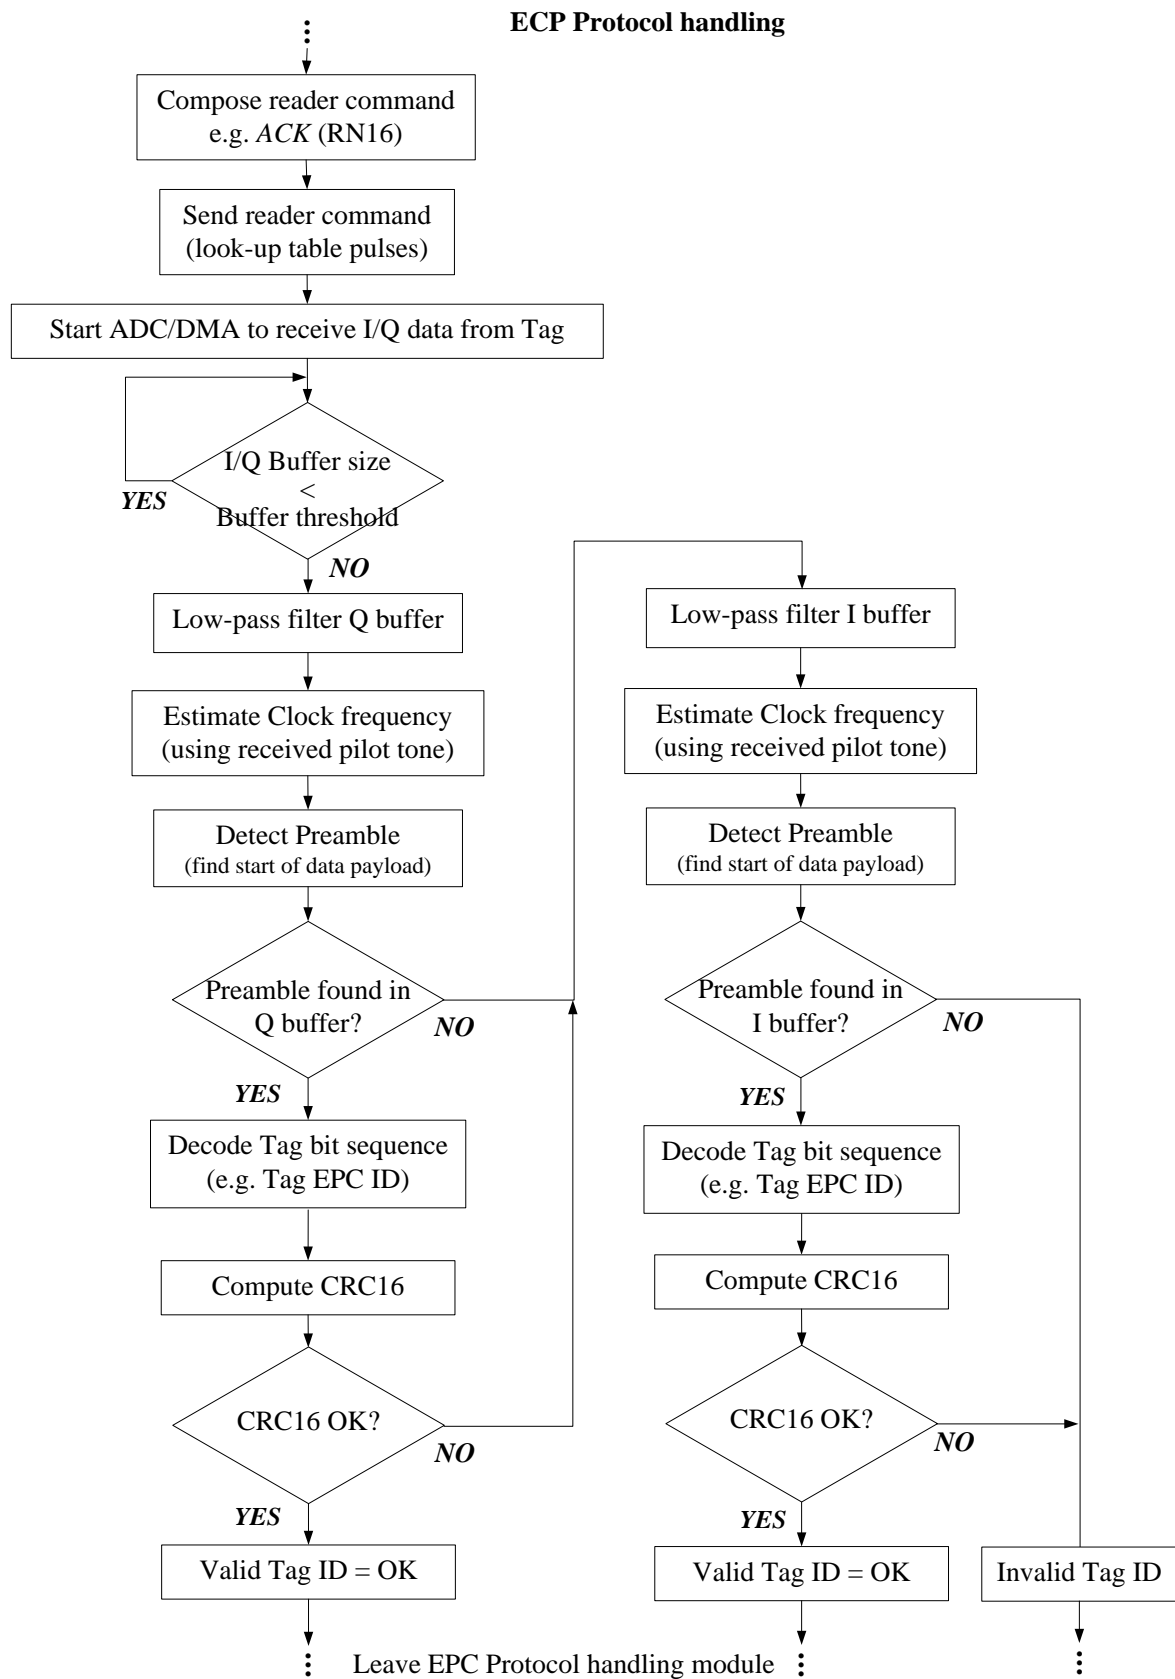 ECP Protocol handling
Compose reader command
e.g. ACK (RN16)
Send reader command
(look-up table pulses)
Start ADC/DMA to receive I/Q data from Tag
I/Q Buffer size
<
Buffer threshold
YES
NO
Low-pass filter Q buffer
Estimate Clock frequency
(using received pilot tone)
Detect Preamble
(find start of data payload)
Preamble found in
Q buffer?
NO
YES
Decode Tag bit sequence
(e.g. Tag EPC ID)
Compute CRC16
CRC16 OK?
NO
YES
Valid Tag ID = OK
Low-pass filter I buffer
Estimate Clock frequency
(using received pilot tone)
Detect Preamble
(find start of data payload)
Preamble found in
I buffer?
NO
YES
Decode Tag bit sequence
(e.g. Tag EPC ID)
Compute CRC16
CRC16 OK?
NO
YES
Valid Tag ID = OK
Invalid Tag ID
Leave EPC Protocol handling module